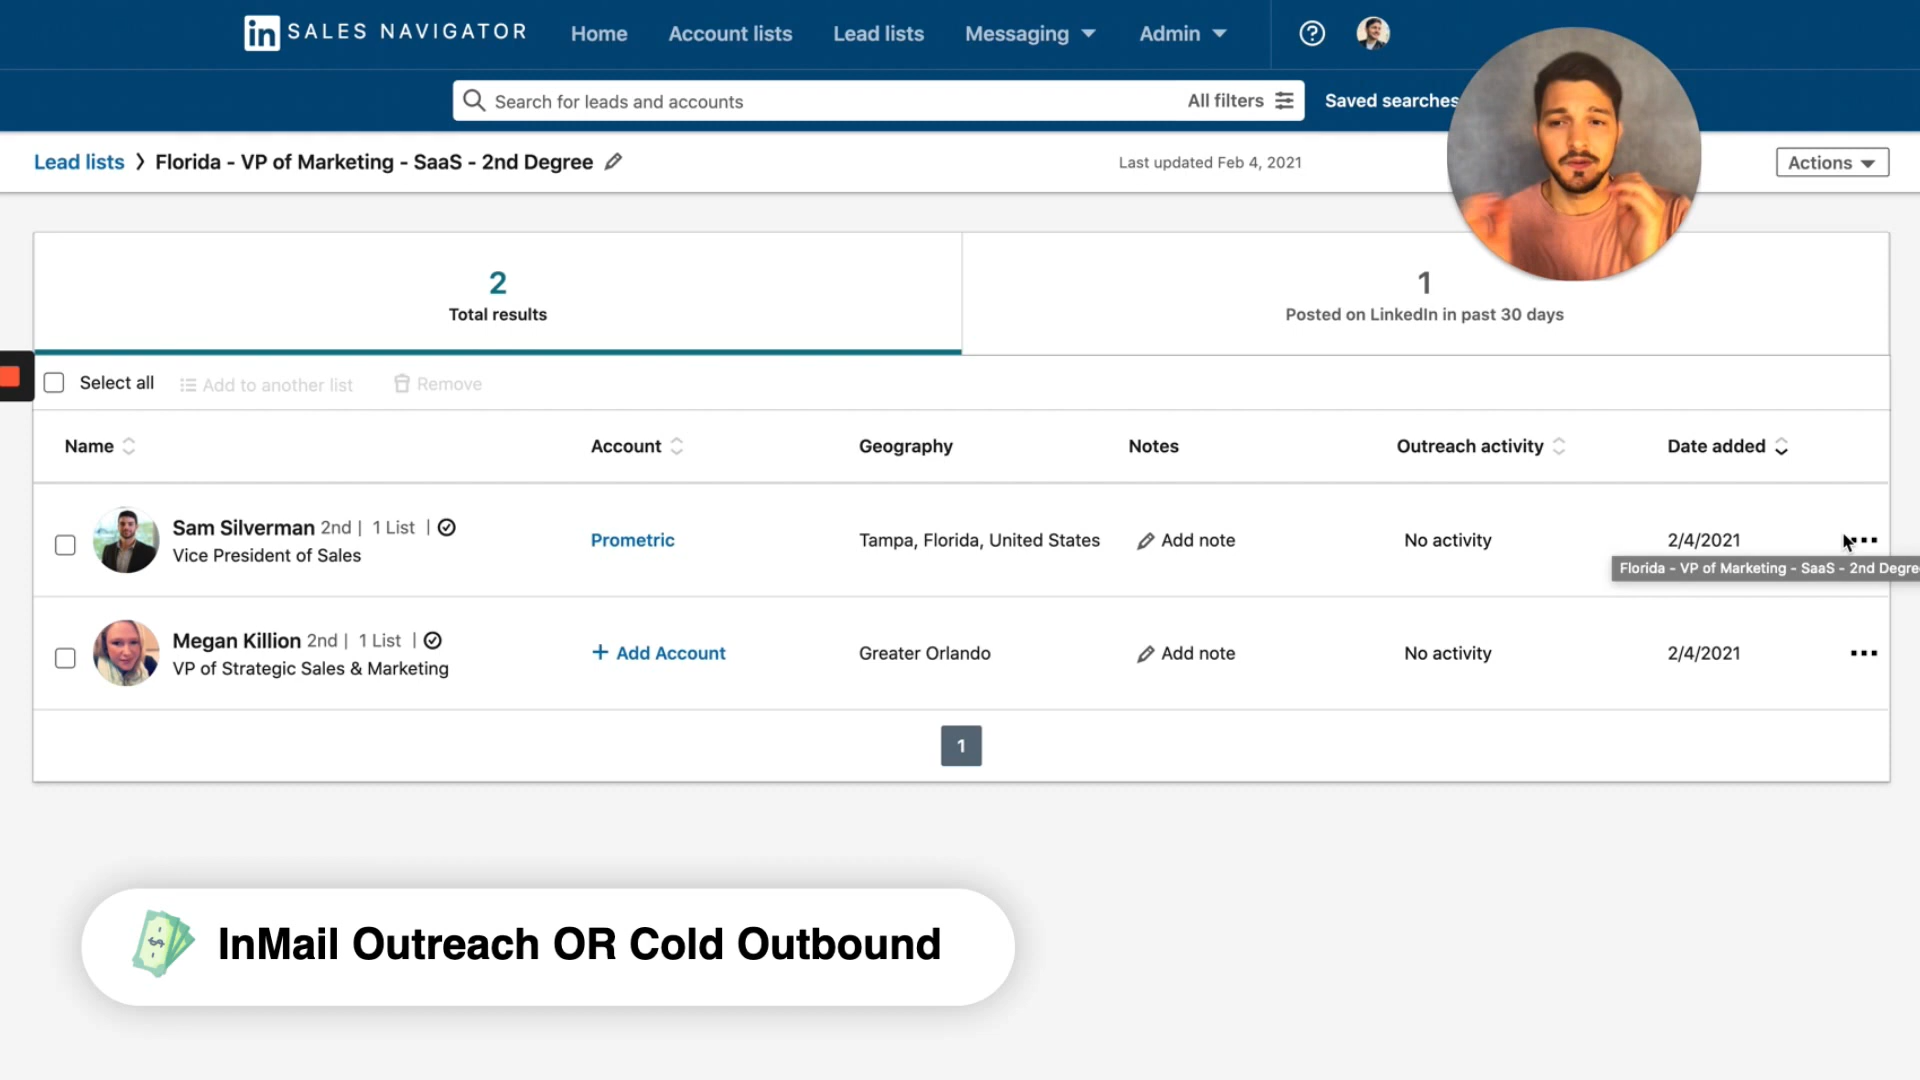 in SALES NAVIGATOR Home Account lists Lead lists Messaging Admin ?
Search for leads and accounts All filters Saved searches
Lead lists > Florida - VP of Marketing - SaaS - 2nd Degree Last updated Feb 4, 2021 Actions
2 1
Total results Posted on LinkedIn in past 30 days
Select all Add to another list Remove
Name Account Geography Notes Outreach activity Date added
Sam Silverman 2nd | 1 List |
Vice President of Sales
Prometric Tampa, Florida, United States Add note No activity 2/4/2021 ...
Florida - VP of Marketing - SaaS - 2nd Degre
Megan Killion 2nd | 1 List |
VP of Strategic Sales & Marketing
+ Add Account Greater Orlando Add note No activity 2/4/2021 ...
1
InMail Outreach OR Cold Outbound